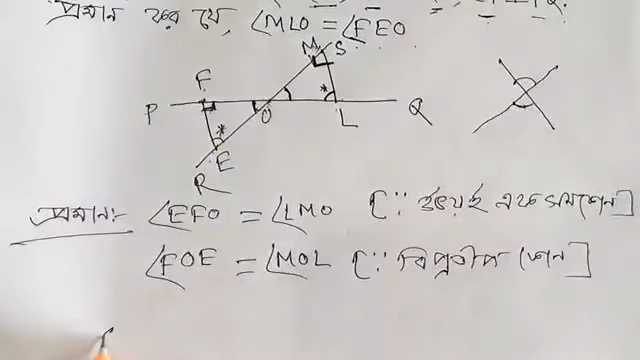 প্রমাণ করো যে, ∠MLO = ∠FEO
M S
F
P O L Q
E
R
প্রমাণ:- ∠EFO = ∠LMO [∵ উভয়ই এক সমকোণ]
∠FOE = ∠MOL [∵ বিপ্রতীপ কোণ]